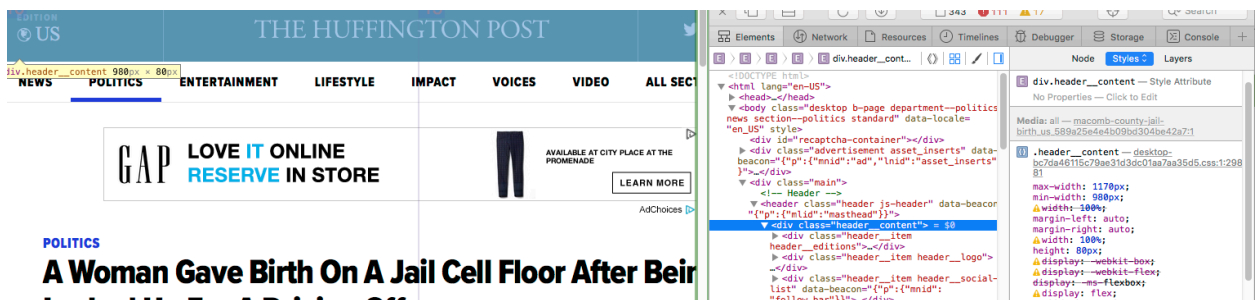 EDITION
US
THE HUFFINGTON POST
div.header__content 980px × 80px
NEWS POLITICS ENTERTAINMENT LIFESTYLE IMPACT VOICES VIDEO ALL SECT
GAP
LOVE IT ONLINE
RESERVE IN STORE
AVAILABLE AT CITY PLACE AT THE
PROMENADE
LEARN MORE
AdChoices
POLITICS
A Woman Gave Birth On A Jail Cell Floor After Bein
343 111 17 Search
Elements Network Resources Timelines Debugger Storage Console +
E E E E E div.header__cont...
Node Styles Layers
<!DOCTYPE html>
<html lang="en-US">
<head>…</head>
<body class="desktop b-page department--politics
news section--politics standard" data-locale=
"en_US" style>
<div id="recaptcha-container"></div>
<div class="advertisement asset_inserts" data-
beacon="{"p":{"mnid":"ad","lnid":"asset_inserts"
}">…</div>
<div class="main">
<!-- Header -->
<header class="header js-header" data-beacon
"{"p":{"mlid":"masthead"}}">
<div class="header__content"> = $0
<div class="header__item
header__editions">…</div>
<div class="header__item header__logo">
…</div>
<div class="header__item header__social-
list" data-beacon="{"p":{"mnid":
"follow_bar"}}">…</div>
E div.header__content — Style Attribute
No Properties — Click to Edit
Media: all — macomb-county-jail-
birth_us_589a25e4e4b09bd304be42a7:1
.header__content — desktop-
bc7da46115c79ae31d3dc01aa7aa35d5.css:1:298
81
max-width: 1170px;
min-width: 980px;
width: 100%;
margin-left: auto;
margin-right: auto;
width: 100%;
height: 80px;
display: -webkit-box;
display: -webkit-flex;
display: -ms-flexbox;
display: flex;